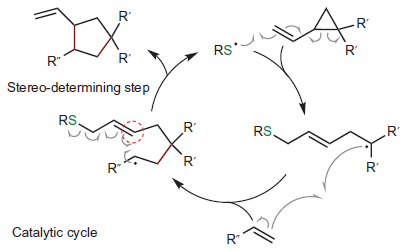 R′
R′
R″
RS•
R′
R′
Stereo-determining step
RS
R′
R′
R″
RS
R′
R′
R″
Catalytic cycle